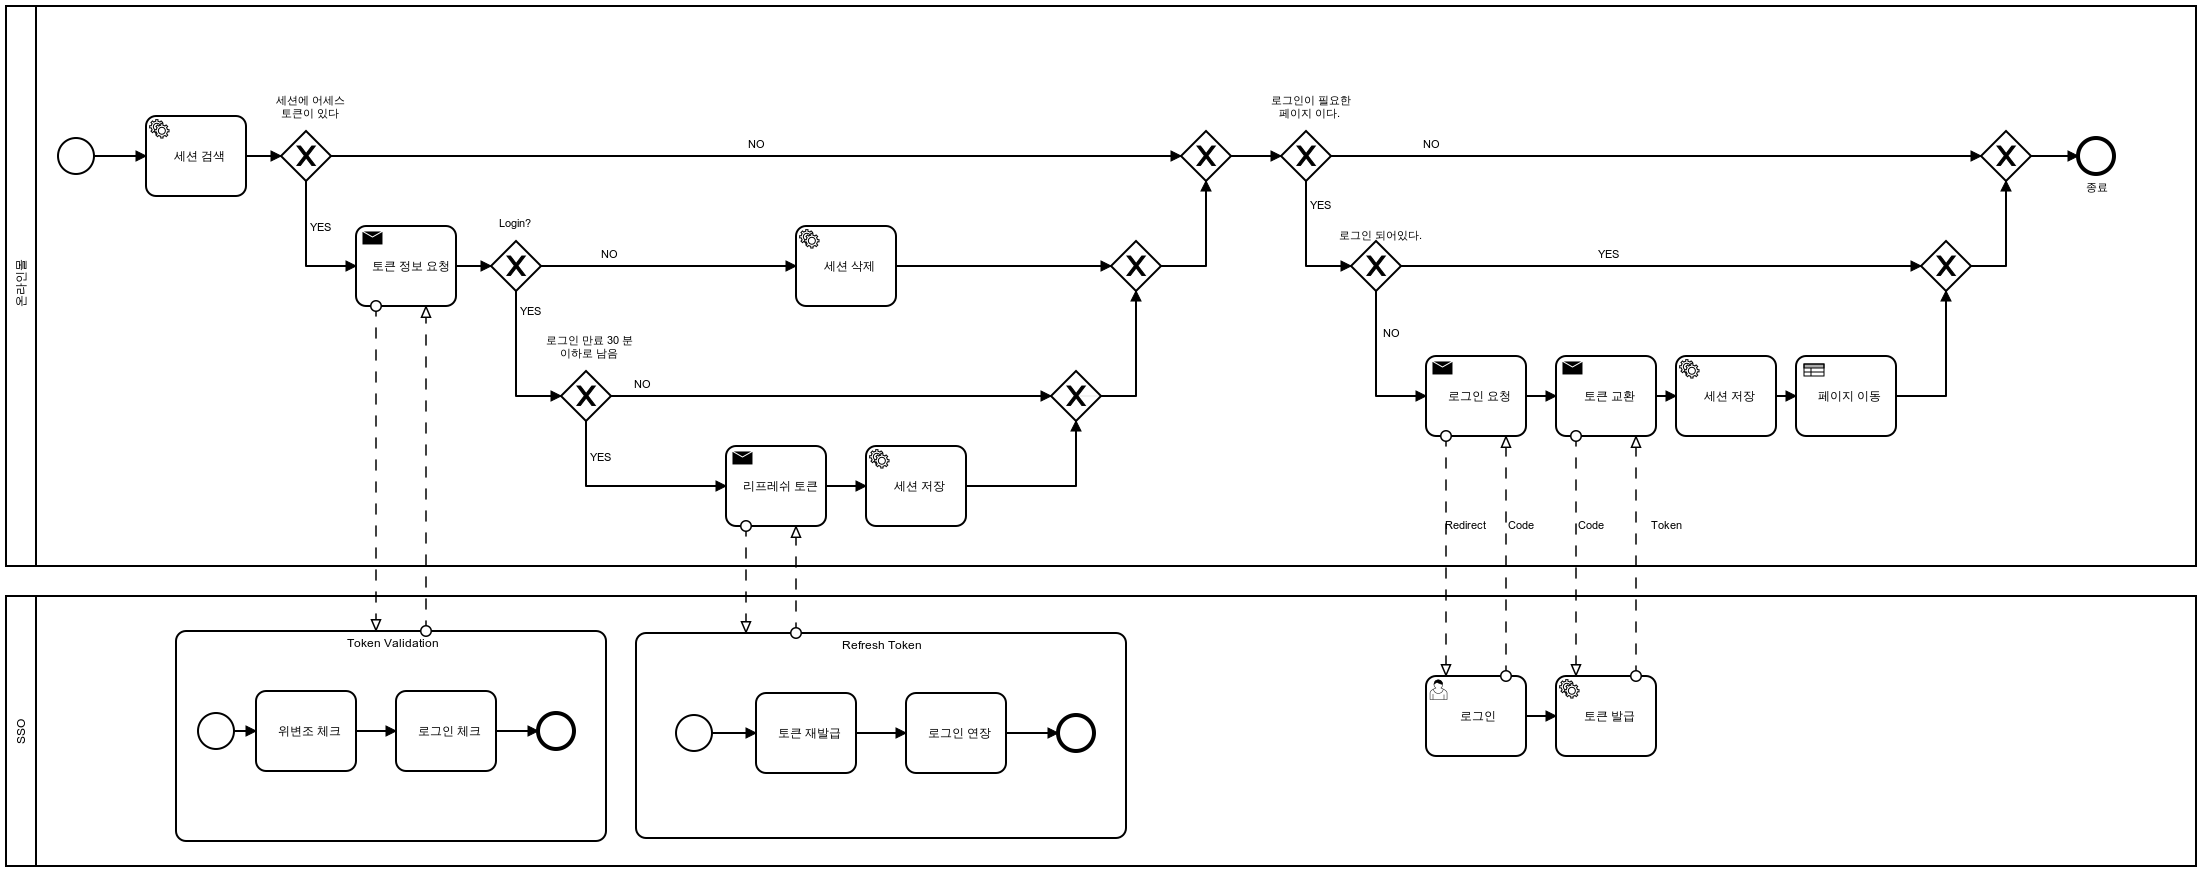 온라인몰
세션에 어세스
토큰이 있다
로그인이 필요한
페이지 이다.
세션 검색
NO
NO
종료
YES
YES
Login?
로그인 되어있다.
토큰 정보 요청
NO
세션 삭제
YES
YES
NO
로그인 만료 30 분
이하로 남음
NO
로그인 요청
토큰 교환
세션 저장
페이지 이동
YES
리프레쉬 토큰
세션 저장
Redirect
Code
Code
Token
SSO
Token Validation
위변조 체크
로그인 체크
Refresh Token
토큰 재발급
로그인 연장
로그인
토큰 발급